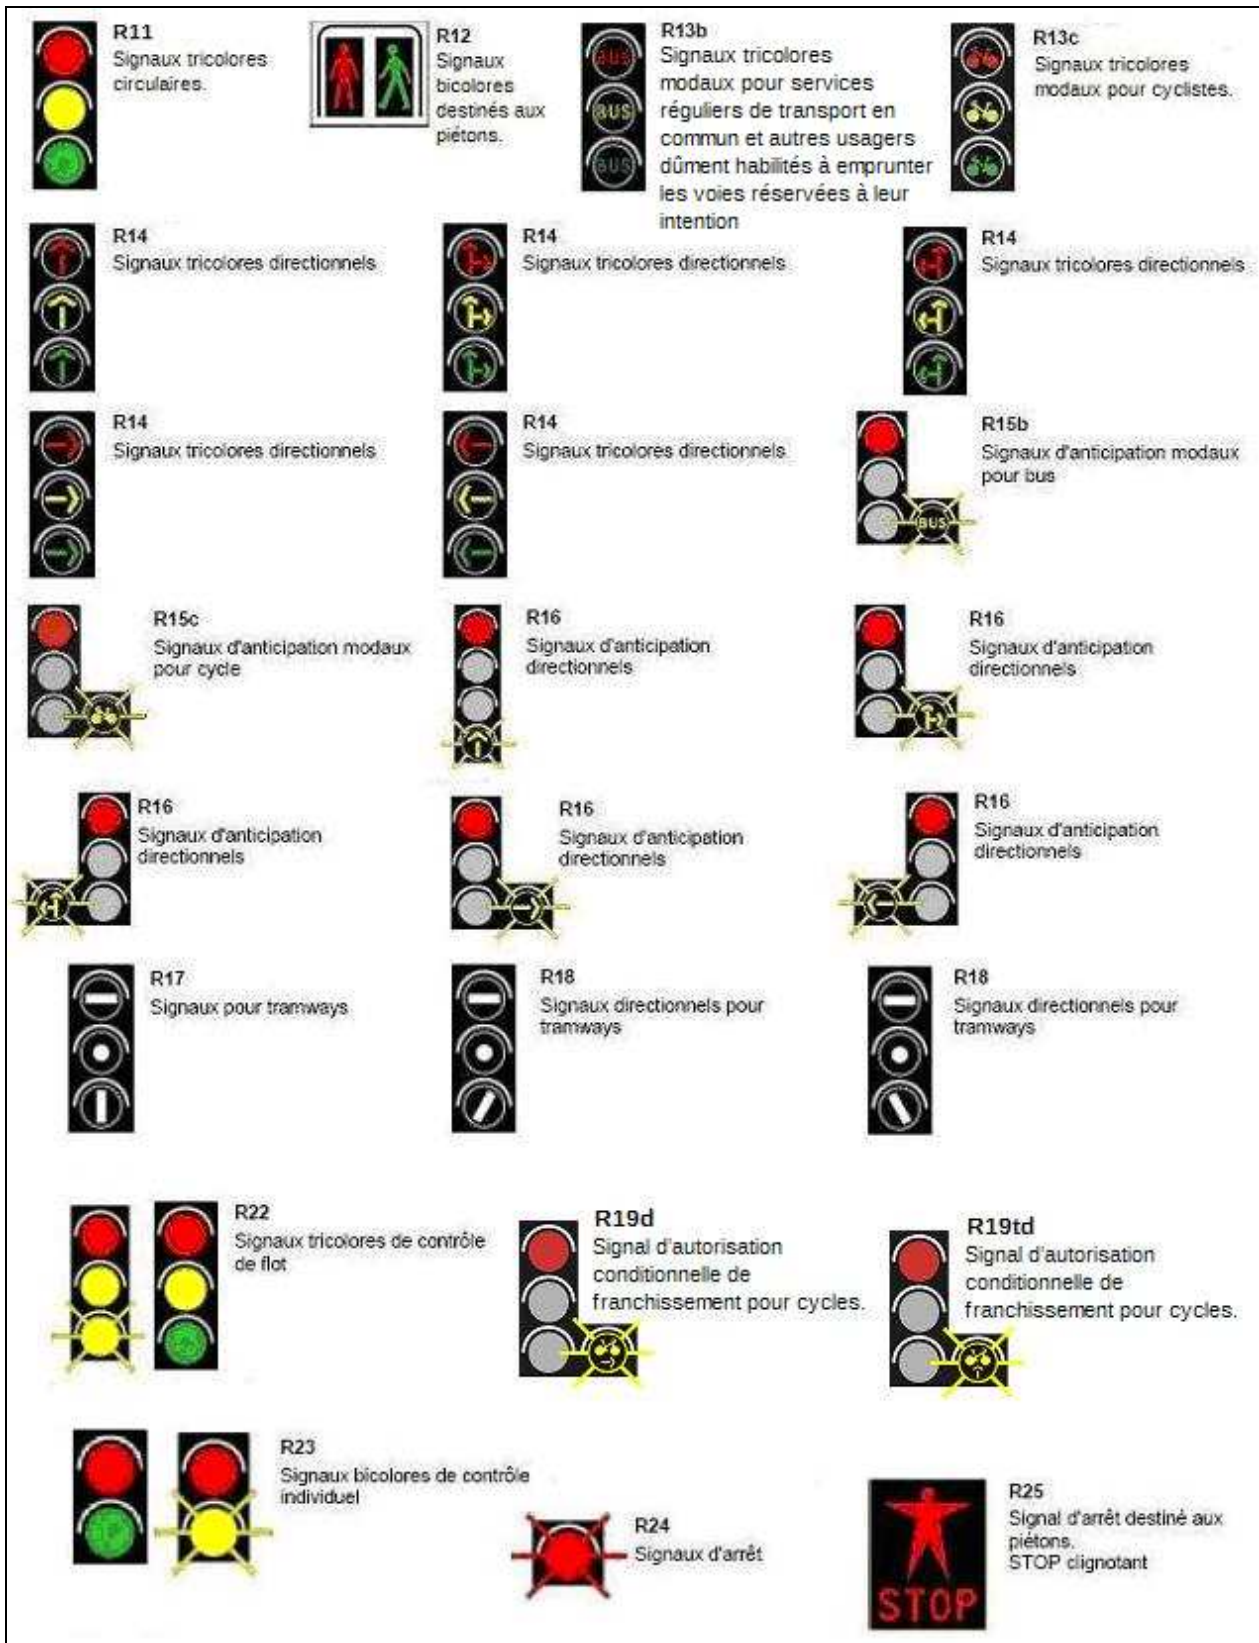 R11
Signaux tricolores
circulaires.
R12
Signaux
bicolores
destinés aux
piétons.
BUS
BUS
BUS
R13b
Signaux tricolores
modaux pour services
réguliers de transport en
commun et autres usagers
dûment habilités à emprunter
les voies réservées à leur
intention
R13c
Signaux tricolores
modaux pour cyclistes.
R14
Signaux tricolores directionnels
R14
Signaux tricolores directionnels
R14
Signaux tricolores directionnels
R14
Signaux tricolores directionnels
R14
Signaux tricolores directionnels
R15b
Signaux d'anticipation modaux
pour bus
BUS
R15c
Signaux d'anticipation modaux
pour cycle
R16
Signaux d'anticipation
directionnels
R16
Signaux d'anticipation
directionnels
R16
Signaux d'anticipation
directionnels
R16
Signaux d'anticipation
directionnels
R16
Signaux d'anticipation
directionnels
R17
Signaux pour tramways
R18
Signaux directionnels pour
tramways
R18
Signaux directionnels pour
tramways
R22
Signaux tricolores de contrôle
de flot
R19d
Signal d'autorisation
conditionnelle de
franchissement pour cycles.
R19td
Signal d'autorisation
conditionnelle de
franchissement pour cycles.
R23
Signaux bicolores de contrôle
individuel
R24
Signaux d'arrêt
R25
Signal d'arrêt destiné aux
piétons.
STOP clignotant
STOP